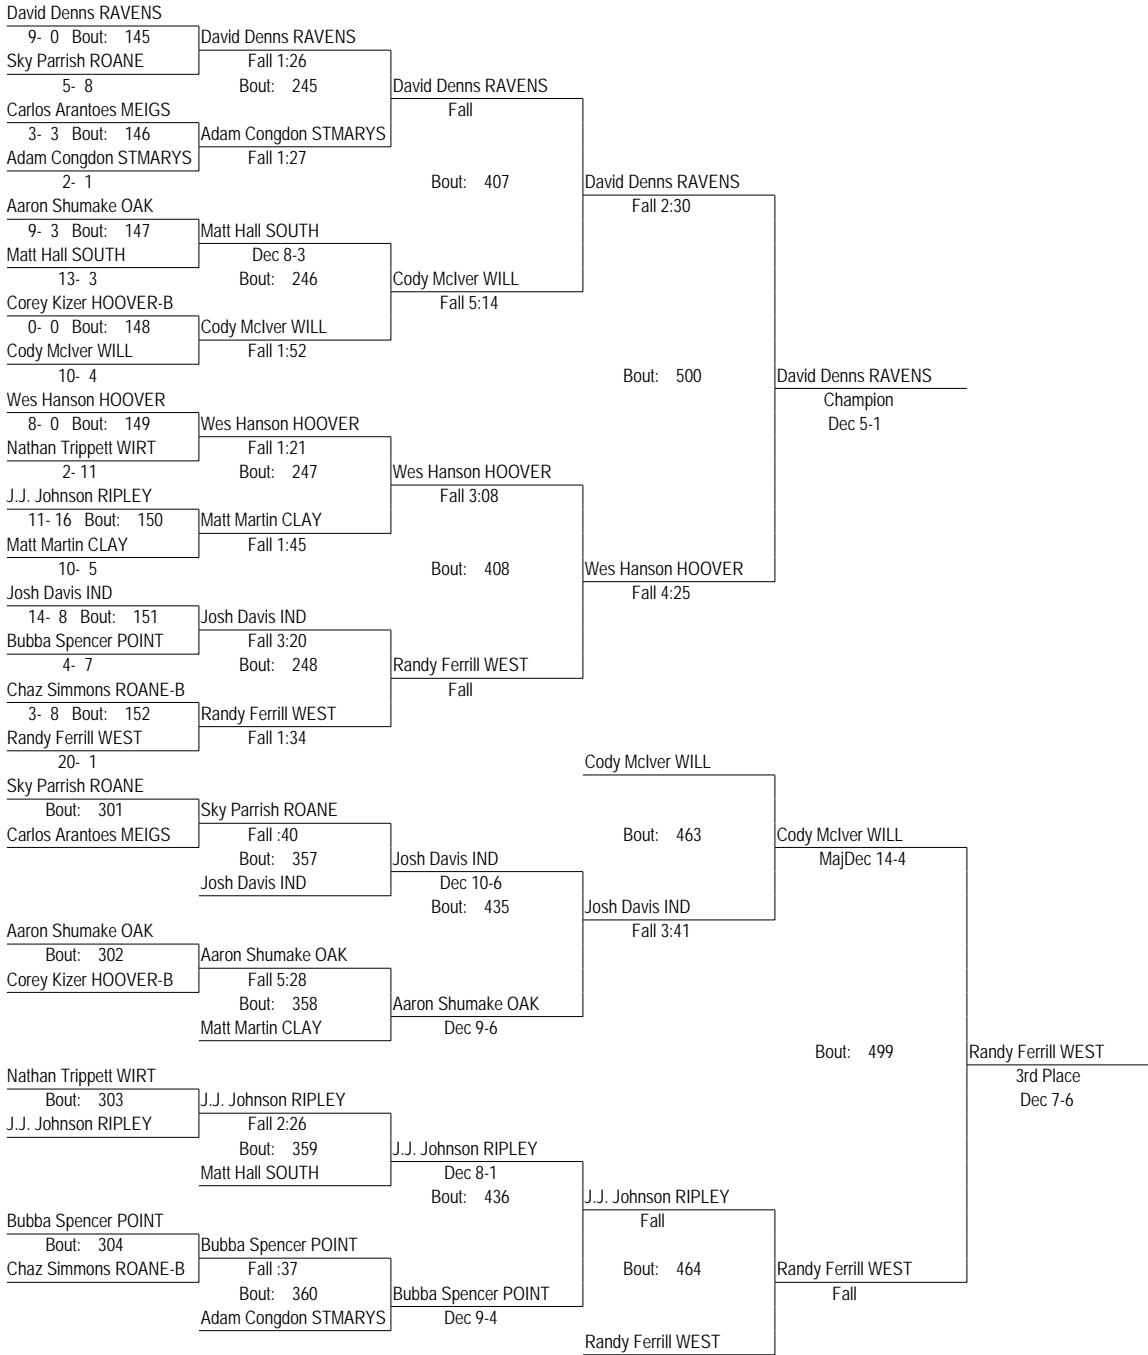 David Denns RAVENS
9- 0 Bout: 145
David Denns RAVENS
Sky Parrish ROANE
Fall 1:26
5- 8
Bout: 245
David Denns RAVENS
Carlos Arantoes MEIGS
Fall
3- 3 Bout: 146
Adam Congdon STMARYS
Adam Congdon STMARYS
Fall 1:27
2- 1
Bout: 407
David Denns RAVENS
Aaron Shumake OAK
Fall 2:30
9- 3 Bout: 147
Matt Hall SOUTH
Matt Hall SOUTH
Dec 8-3
13- 3
Bout: 246
Cody McIver WILL
Corey Kizer HOOVER-B
Fall 5:14
0- 0 Bout: 148
Cody McIver WILL
Cody McIver WILL
Fall 1:52
10- 4
Bout: 500
David Denns RAVENS
Wes Hanson HOOVER
Champion
8- 0 Bout: 149
Wes Hanson HOOVER
Dec 5-1
Nathan Trippett WIRT
Fall 1:21
2- 11
Bout: 247
Wes Hanson HOOVER
J.J. Johnson RIPLEY
Fall 3:08
11- 16 Bout: 150
Matt Martin CLAY
Matt Martin CLAY
Fall 1:45
10- 5
Bout: 408
Wes Hanson HOOVER
Josh Davis IND
Fall 4:25
14- 8 Bout: 151
Josh Davis IND
Bubba Spencer POINT
Fall 3:20
4- 7
Bout: 248
Randy Ferrill WEST
Chaz Simmons ROANE-B
Fall
3- 8 Bout: 152
Randy Ferrill WEST
Randy Ferrill WEST
Fall 1:34
20- 1
Cody McIver WILL
Sky Parrish ROANE
Bout: 301
Sky Parrish ROANE
Carlos Arantoes MEIGS
Fall :40
Bout: 463
Cody McIver WILL
Bout: 357
Josh Davis IND
MajDec 14-4
Josh Davis IND
Dec 10-6
Bout: 435
Josh Davis IND
Aaron Shumake OAK
Fall 3:41
Bout: 302
Aaron Shumake OAK
Corey Kizer HOOVER-B
Fall 5:28
Bout: 358
Aaron Shumake OAK
Matt Martin CLAY
Dec 9-6
Bout: 499
Randy Ferrill WEST
Nathan Trippett WIRT
3rd Place
Bout: 303
J.J. Johnson RIPLEY
Dec 7-6
J.J. Johnson RIPLEY
Fall 2:26
Bout: 359
J.J. Johnson RIPLEY
Matt Hall SOUTH
Dec 8-1
Bout: 436
J.J. Johnson RIPLEY
Bubba Spencer POINT
Fall
Bout: 304
Bubba Spencer POINT
Chaz Simmons ROANE-B
Fall :37
Bout: 464
Randy Ferrill WEST
Bout: 360
Bubba Spencer POINT
Fall
Adam Congdon STMARYS
Dec 9-4
Randy Ferrill WEST